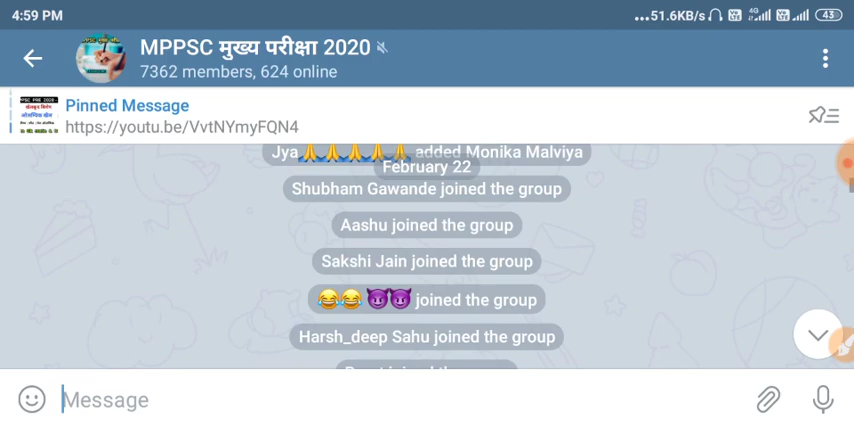 4:59 PM
...51.6KB/s 4G 43
MPPSC मुख्य परीक्षा 2020
7362 members, 624 online
Pinned Message
https://youtu.be/VvtNYmyFQN4
Jya🙏🙏🙏🙏🙏 added Monika Malviya
February 22
Shubham Gawande joined the group
Aashu joined the group
Sakshi Jain joined the group
😂😂 😈😈 joined the group
Harsh_deep Sahu joined the group
Message